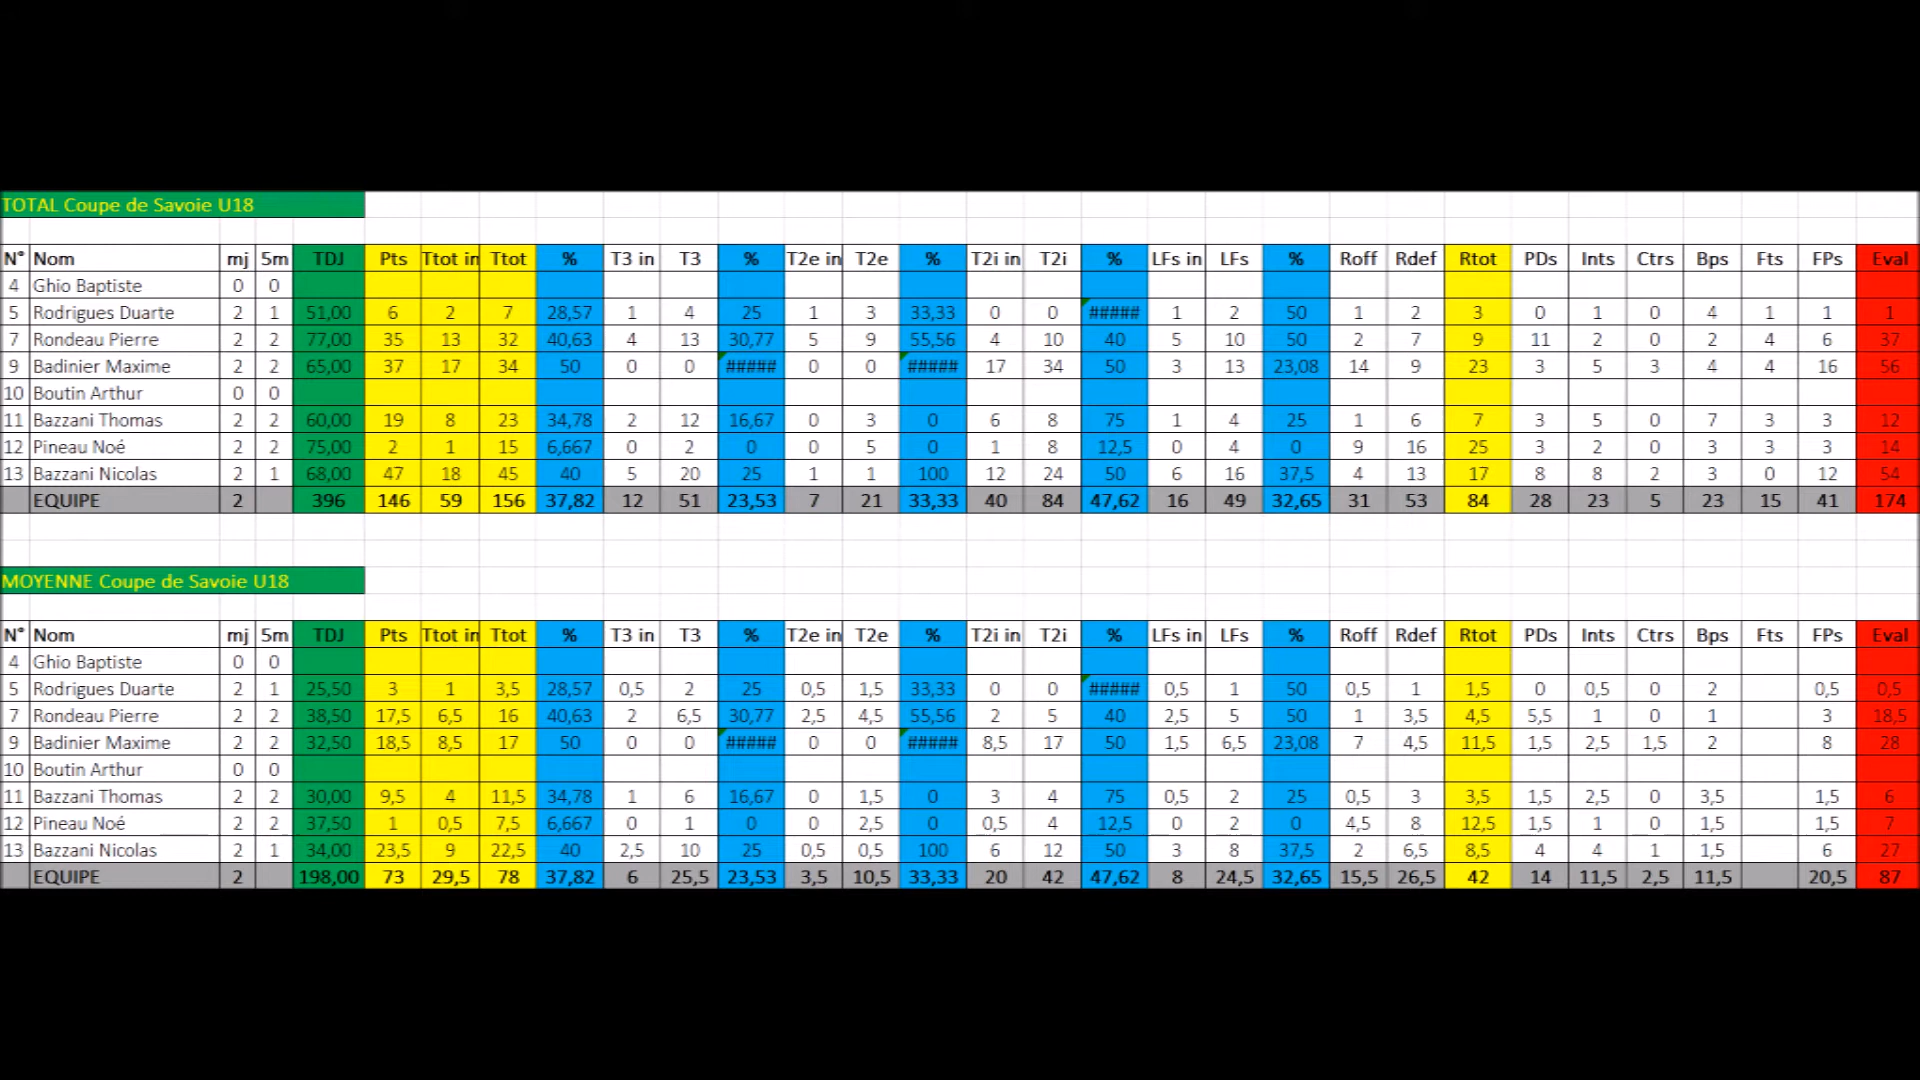 TOTAL Coupe de Savoie U18
N° Nom mj 5m TDJ Pts Ttot in Ttot % T3 in T3 % T2e in T2e % T2i in T2i % LFs in LFs % Roff Rdef Rtot PDs Ints Ctrs Bps Fts FPs Eval
4 Ghio Baptiste 0 0
5 Rodrigues Duarte 2 1 51,00 6 2 7 28,57 1 4 25 1 3 33,33 0 0 ##### 1 2 50 1 2 3 0 1 0 4 1 1 1
7 Rondeau Pierre 2 2 77,00 35 13 32 40,63 4 13 30,77 5 9 55,56 4 10 40 5 10 50 2 7 9 11 2 0 2 4 6 37
9 Badinier Maxime 2 2 65,00 37 17 34 50 0 0 ##### 0 0 ##### 17 34 50 3 13 23,08 14 9 23 3 5 3 4 4 16 56
10 Boutin Arthur 0 0
11 Bazzani Thomas 2 2 60,00 19 8 23 34,78 2 12 16,67 0 3 0 6 8 75 1 4 25 1 6 7 3 5 0 7 3 3 12
12 Pineau Noé 2 2 75,00 2 1 15 6,667 0 2 0 0 5 0 1 8 12,5 0 4 0 9 16 25 3 2 0 3 3 3 14
13 Bazzani Nicolas 2 1 68,00 47 18 45 40 5 20 25 1 1 100 12 24 50 6 16 37,5 4 13 17 8 8 2 3 0 12 54
EQUIPE 2 396 146 59 156 37,82 12 51 23,53 7 21 33,33 40 84 47,62 16 49 32,65 31 53 84 28 23 5 23 15 41 174
MOYENNE Coupe de Savoie U18
N° Nom mj 5m TDJ Pts Ttot in Ttot % T3 in T3 % T2e in T2e % T2i in T2i % LFs in LFs % Roff Rdef Rtot PDs Ints Ctrs Bps Fts FPs Eval
4 Ghio Baptiste 0 0
5 Rodrigues Duarte 2 1 25,50 3 1 3,5 28,57 0,5 2 25 0,5 1,5 33,33 0 0 ##### 0,5 1 50 0,5 1 1,5 0 0,5 0 2 0,5 0,5
7 Rondeau Pierre 2 2 38,50 17,5 6,5 16 40,63 2 6,5 30,77 2,5 4,5 55,56 2 5 40 2,5 5 50 1 3,5 4,5 5,5 1 0 1 3 18,5
9 Badinier Maxime 2 2 32,50 18,5 8,5 17 50 0 0 ##### 0 0 ##### 8,5 17 50 1,5 6,5 23,08 7 4,5 11,5 1,5 2,5 1,5 2 8 28
10 Boutin Arthur 0 0
11 Bazzani Thomas 2 2 30,00 9,5 4 11,5 34,78 1 6 16,67 0 1,5 0 3 4 75 0,5 2 25 0,5 3 3,5 1,5 2,5 0 3,5 1,5 6
12 Pineau Noé 2 2 37,50 1 0,5 7,5 6,667 0 1 0 0 2,5 0 0,5 4 12,5 0 2 0 4,5 8 12,5 1,5 1 0 1,5 1,5 7
13 Bazzani Nicolas 2 1 34,00 23,5 9 22,5 40 2,5 10 25 0,5 0,5 100 6 12 50 3 8 37,5 2 6,5 8,5 4 4 1 1,5 6 27
EQUIPE 2 198,00 73 29,5 78 37,82 6 25,5 23,53 3,5 10,5 33,33 20 42 47,62 8 24,5 32,65 15,5 26,5 42 14 11,5 2,5 11,5 20,5 87